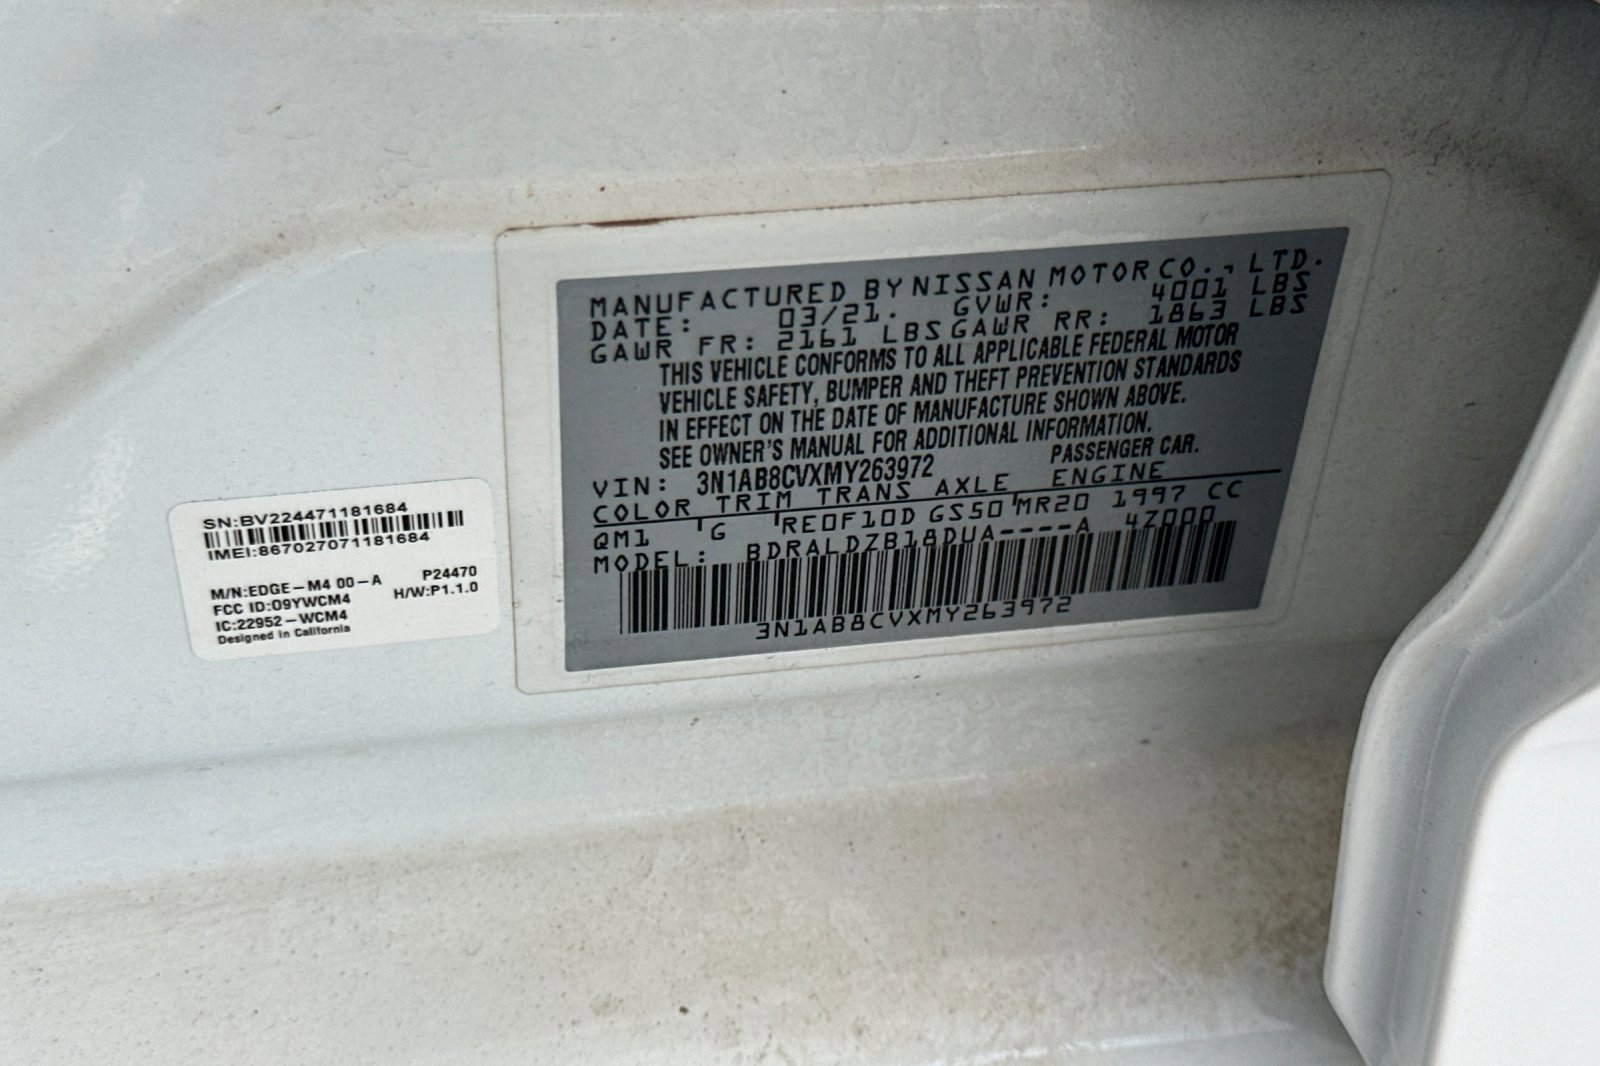 MANUFACTURED BY NISSAN MOTOR CO., LTD.
DATE: 03/21. GVWR: 4001 LBS
GAWR FR: 2161 LBS GAWR RR: 1863 LBS
THIS VEHICLE CONFORMS TO ALL APPLICABLE FEDERAL MOTOR
VEHICLE SAFETY, BUMPER AND THEFT PREVENTION STANDARDS
IN EFFECT ON THE DATE OF MANUFACTURE SHOWN ABOVE.
SEE OWNER'S MANUAL FOR ADDITIONAL INFORMATION.
VIN: 3N1AB8CVXMY263972 PASSENGER CAR.
COLOR TRIM TRANS AXLE ENGINE
QM1 G RE0F10D GS50 MR20 1997 CC
MODEL: BDRALDZB18DUA----A 4Z000
3N1AB8CVXMY263972
SN:BV224471181684
IMEI:867027071181684
M/N:EDGE-M4 00-A P24470
FCC ID:O9YWCM4 H/W:P1.1.0
IC:22952-WCM4
Designed in California